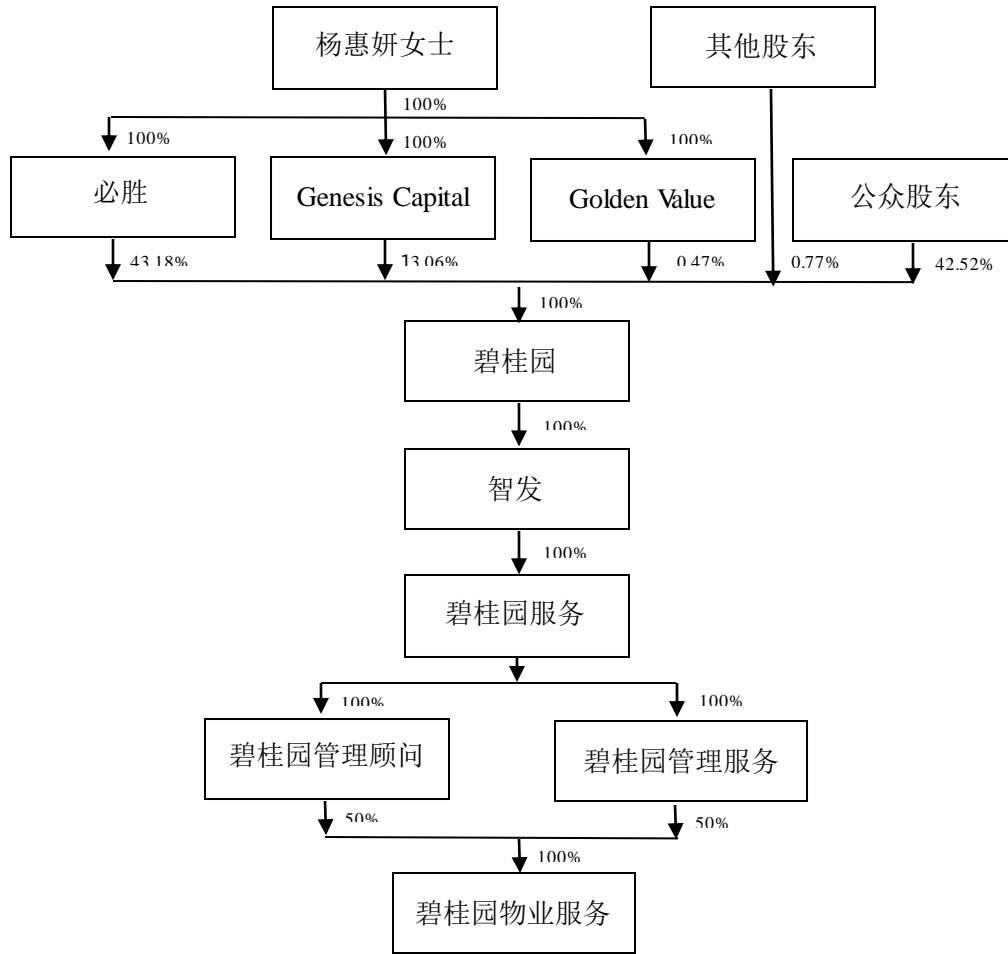 杨惠妍女士
其他股东
100%
100%
100%
100%
必胜
Genesis Capital
Golden Value
公众股东
43.18%
13.06%
0.47%
0.77%
42.52%
100%
碧桂园
100%
智发
100%
碧桂园服务
100%
100%
碧桂园管理顾问
碧桂园管理服务
50%
50%
100%
碧桂园物业服务